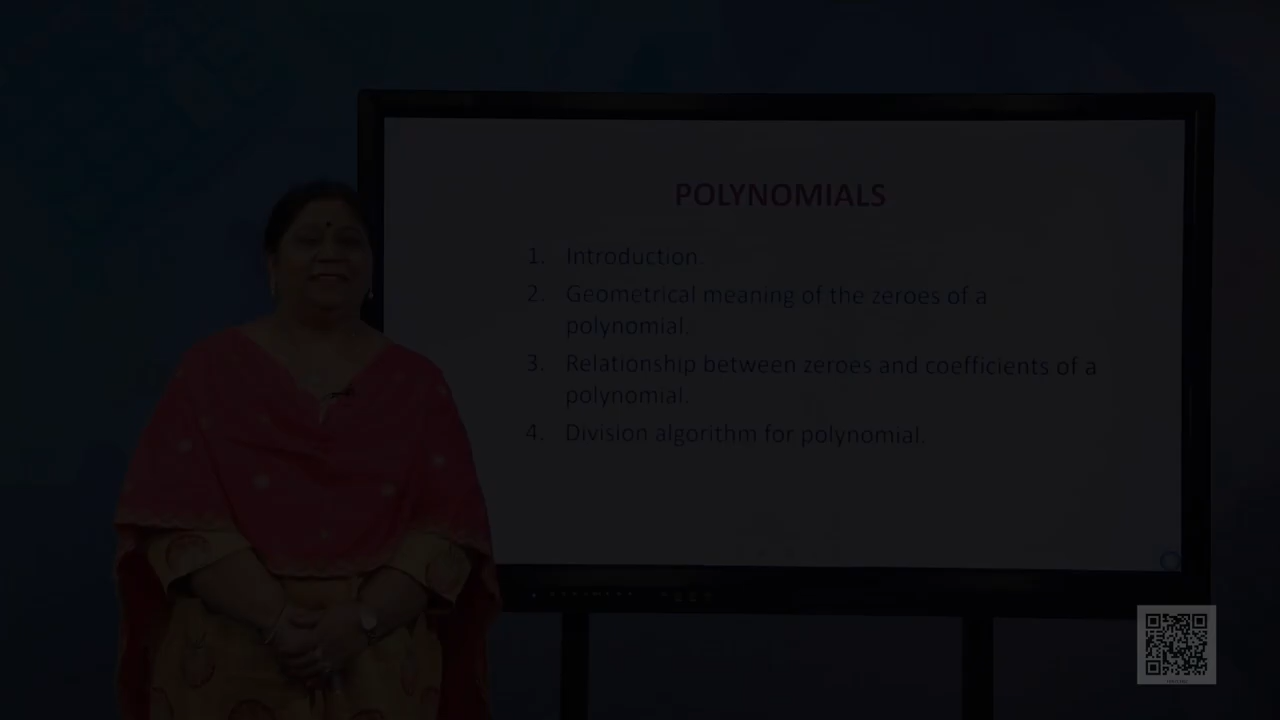 POLYNOMIALS
1. Introduction.
2. Geometrical meaning of the zeroes of a
polynomial.
3. Relationship between zeroes and coefficients of a
polynomial.
4. Division algorithm for polynomial.